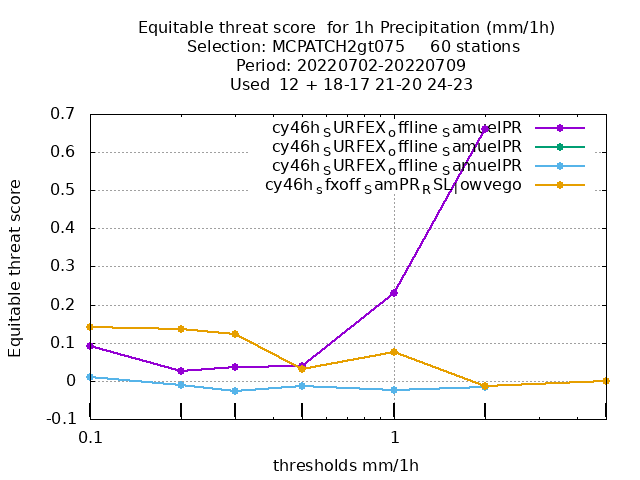 Equitable threat score  for 1h Precipitation (mm/1h)
Selection: MCPATCH2gt075     60 stations
Period: 20220702-20220709
Used  12 + 18-17 21-20 24-23
cy46h_SURFEX_offline_SamuelPR
cy46h_SURFEX_offline_SamuelPR
cy46h_SURFEX_offline_SamuelPR
cy46h_sfxoff_SamPR_RSL_lowvego
Equitable threat score
0.7
0.6
0.5
0.4
0.3
0.2
0.1
0
-0.1
0.1
1
thresholds mm/1h